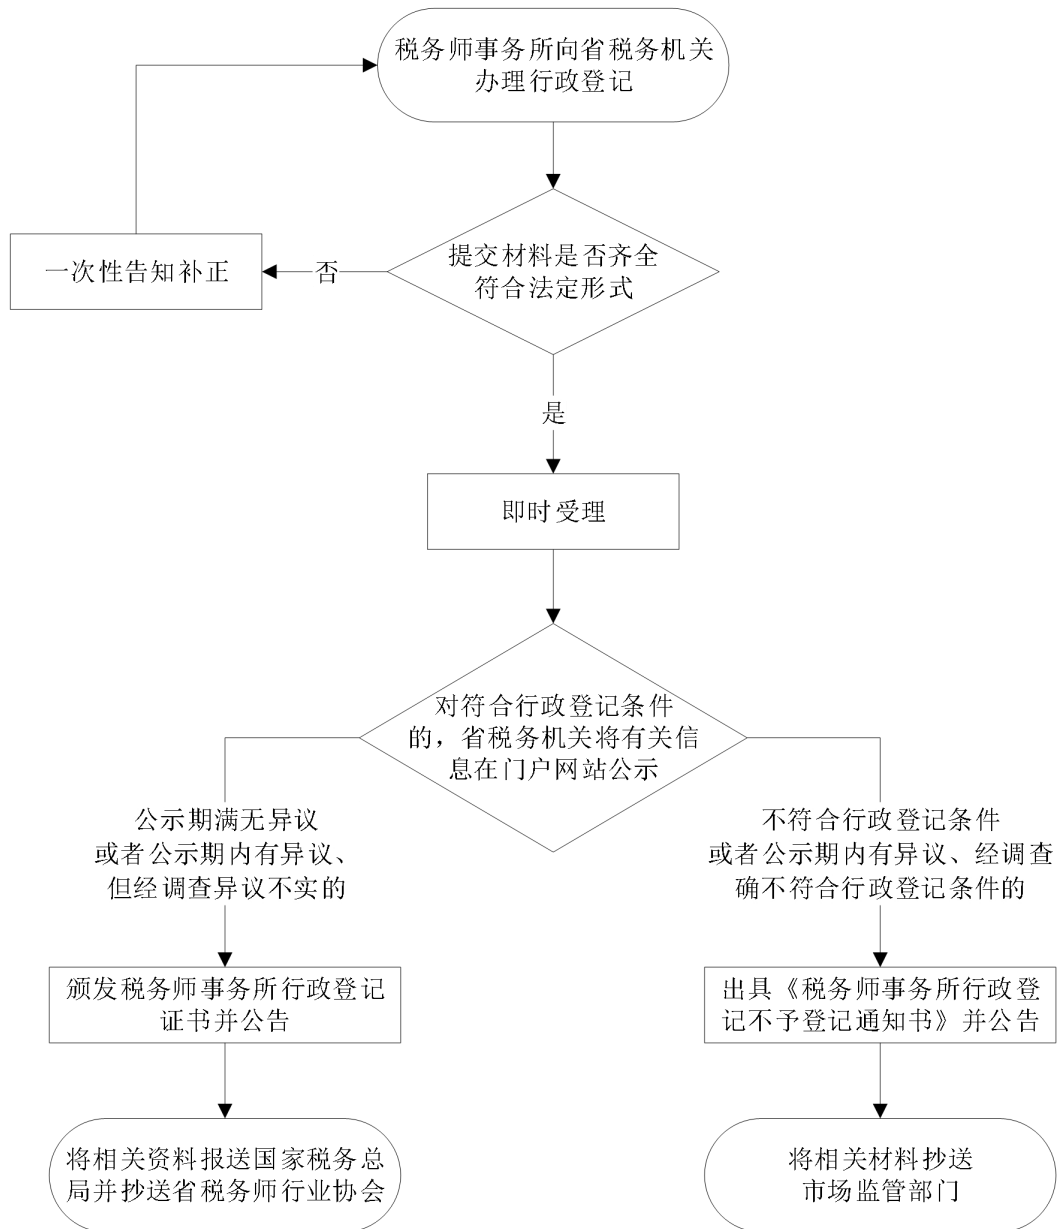 税务师事务所向省税务机关
办理行政登记
提交材料是否齐全
符合法定形式
否
一次性告知补正
是
即时受理
对符合行政登记条件
的，省税务机关将有关信
息在门户网站公示
公示期满无异议
或者公示期内有异议、
但经调查异议不实的
不符合行政登记条件
或者公示期内有异议、经调查
确不符合行政登记条件的
颁发税务师事务所行政登记
证书并公告
出具《税务师事务所行政登
记不予登记通知书》并公告
将相关资料报送国家税务总
局并抄送省税务师行业协会
将相关材料抄送
市场监管部门